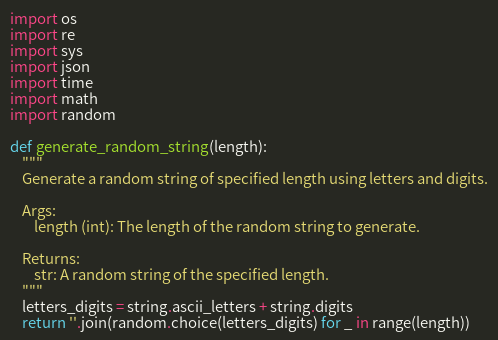 import os
import re
import sys
import json
import time
import math
import random

def generate_random_string(length):
    """
    Generate a random string of specified length using letters and digits.

    Args:
        length (int): The length of the random string to generate.

    Returns:
        str: A random string of the specified length.
    """
    letters_digits = string.ascii_letters + string.digits
    return ''.join(random.choice(letters_digits) for _ in range(length))